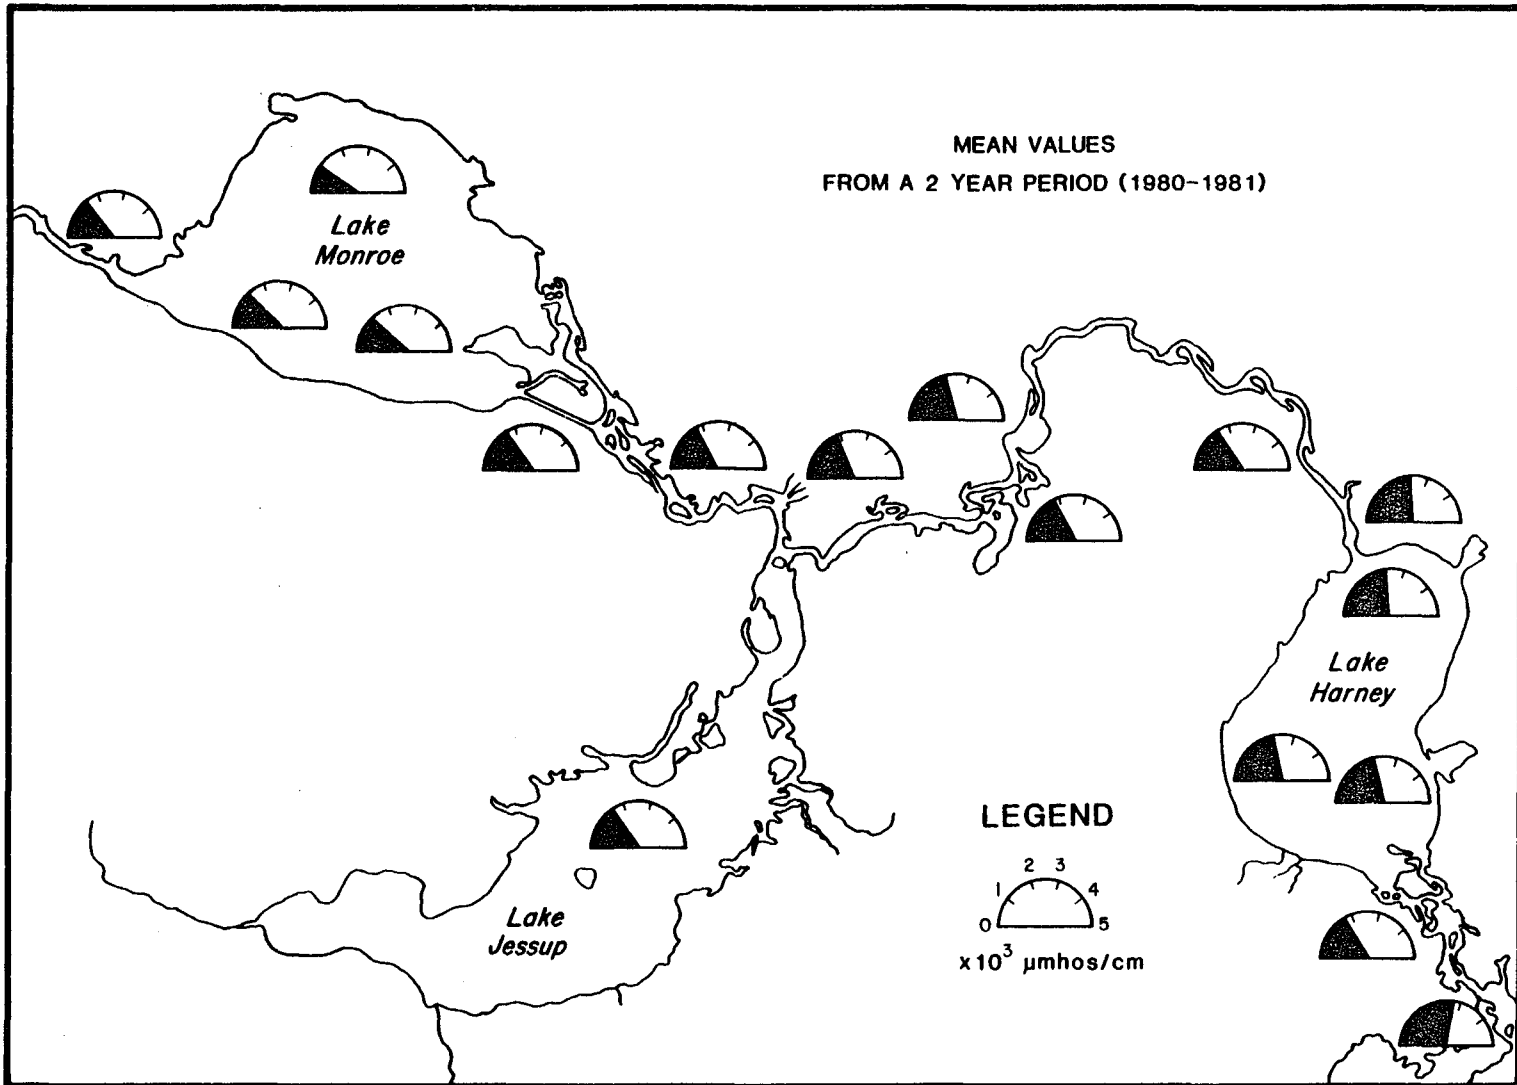 MEAN VALUES
FROM A 2 YEAR PERIOD (1980-1981)
Lake
Monroe
Lake
Harney
LEGEND
2 3
1 4
0 5
x10³ µmhos/cm
Lake
Jessup